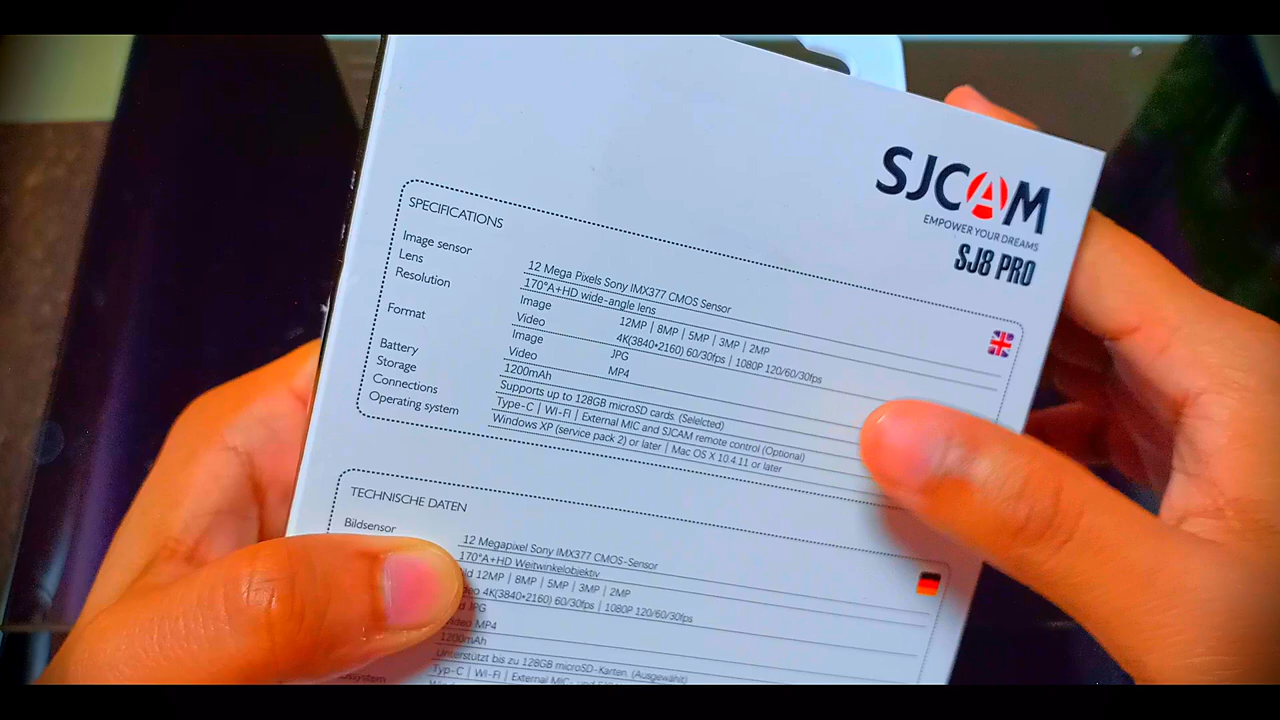 SJCAM
EMPOWER YOUR DREAMS
SJ8 PRO
SPECIFICATIONS
Image sensor 12 Mega Pixels Sony IMX377 CMOS Sensor
Lens 170°A+HD wide-angle lens
Resolution Image 12MP | 8MP | 5MP | 3MP | 2MP
Video 4K(3840*2160) 60/30fps | 1080P 120/60/30fps
Format Image JPG
Video MP4
Battery 1200mAh
Storage Supports up to 128GB microSD cards. (Selelcted)
Connections Type-C | WI-FI | External MIC and SJCAM remote control (Optional)
Operating system Windows XP (service pack 2) or later | Mac OS X 10.4.11 or later
TECHNISCHE DATEN
Bildsensor 12 Megapixel Sony IMX377 CMOS-Sensor
170°A+HD Weitwinkelobjektiv
12MP | 8MP | 5MP | 3MP | 2MP
4K(3840*2160) 60/30fps | 1080P 120/60/30fps
JPG
MP4
1200mAh
Unterstützt bis zu 128GB microSD-Karten. (Ausgewählt)
Typ-C | WI-FI | External MIC-